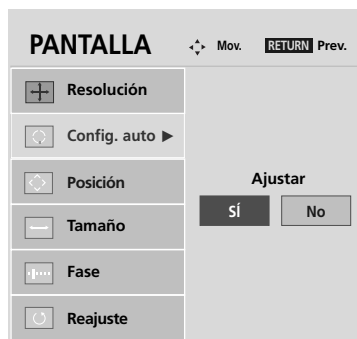 PANTALLA Mov. RETURN Prev.
Resolución
Config. auto ►
Posición
Tamaño
Fase
Reajuste
Ajustar
SÍ No